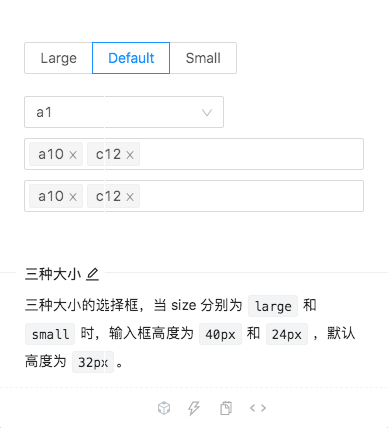 Large Default Small
a1
a10 x c12 x
a10 x c12 x
三种大小
三种大小的选择框，当 size 分别为 large 和
small 时，输入框高度为 40px 和 24px ，默认
高度为 32px 。